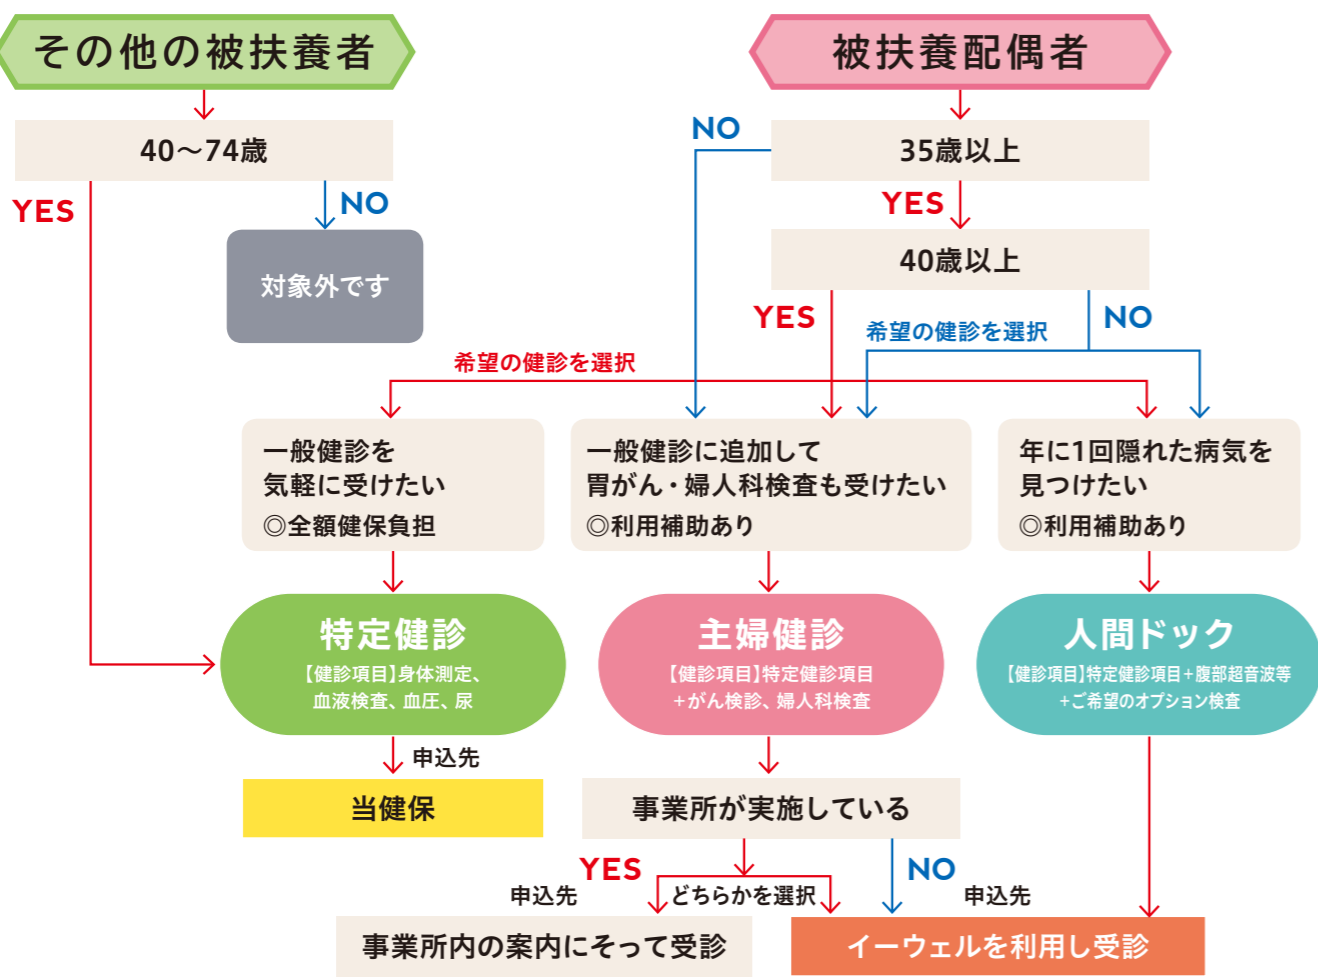 その他の被扶養者
被扶養配偶者
40～74歳
35歳以上
NO
YES
NO
YES
対象外です
40歳以上
YES
NO
希望の健診を選択
希望の健診を選択
一般健診を
気軽に受けたい
◎全額健保負担
一般健診に追加して
胃がん・婦人科検査も受けたい
◎利用補助あり
年に1回隠れた病気を
見つけたい
◎利用補助あり
特定健診
【健診項目】身体測定、
血液検査、血圧、尿
主婦健診
【健診項目】特定健診項目
＋がん検診、婦人科検査
人間ドック
【健診項目】特定健診項目＋腹部超音波等
＋ご希望のオプション検査
申込先
当健保
事業所が実施している
YES
NO
申込先
どちらかを選択
申込先
事業所内の案内にそって受診
イーウェルを利用し受診